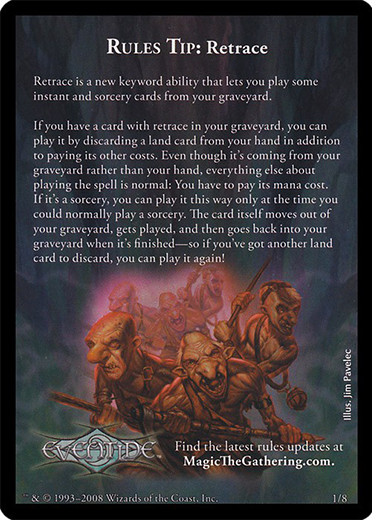 RULES TIP: Retrace
Retrace is a new keyword ability that lets you play some
instant and sorcery cards from your graveyard.
If you have a card with retrace in your graveyard, you can
play it by discarding a land card from your hand in addition
to paying its other costs. Even though it's coming from your
graveyard rather than your hand, everything else about
playing the spell is normal: You have to pay its mana cost.
If it's a sorcery, you can play it this way only at the time you
could normally play a sorcery. The card itself moves out of
your graveyard, gets played, and then goes back into your
graveyard when it's finished—so if you've got another land
card to discard, you can play it again!
Illus. Jim Pavelec
EVENTIDE™
Find the latest rules updates at
MagicTheGathering.com.
™ & © 1993–2008 Wizards of the Coast, Inc.
1/8